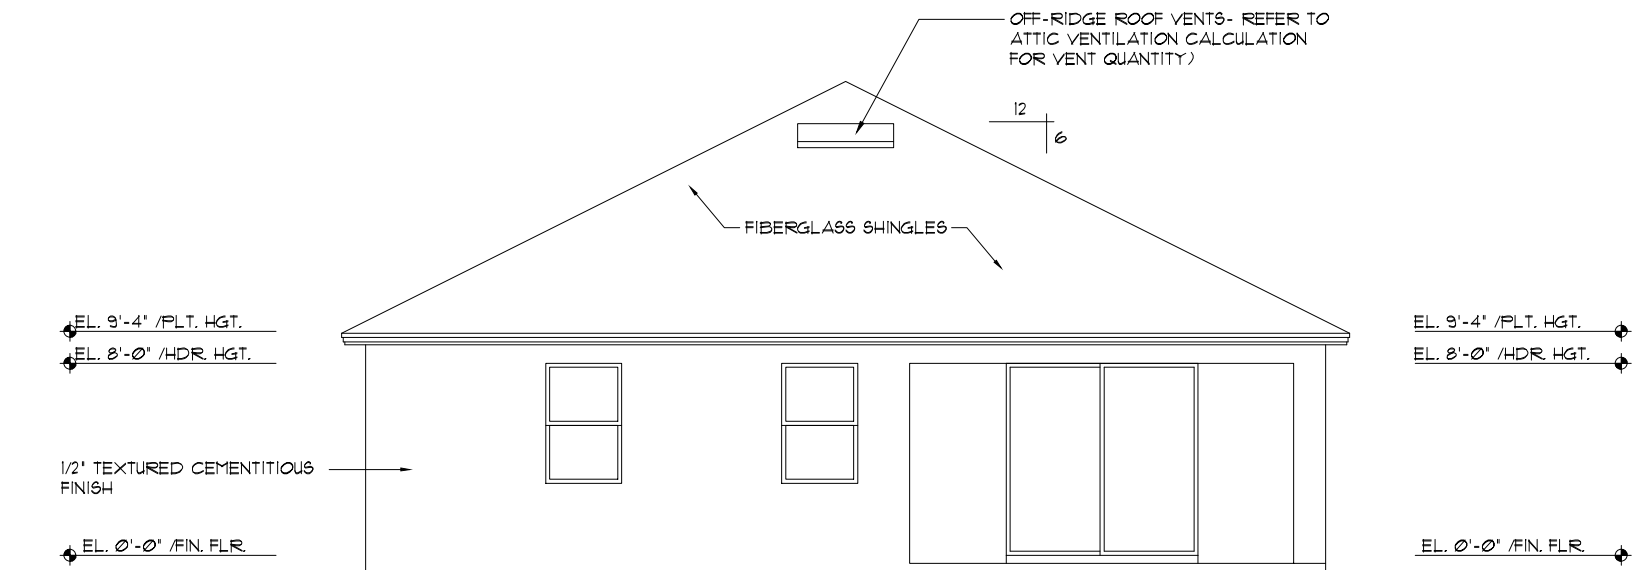 OFF-RIDGE ROOF VENTS- REFER TO
ATTIC VENTILATION CALCULATION
FOR VENT QUANTITY)
12
6
FIBERGLASS SHINGLES
EL. 9'-4" /PLT. HGT.
EL. 8'-0" /HDR. HGT.
EL. 9'-4" /PLT. HGT.
EL. 8'-0" /HDR. HGT.
1/2" TEXTURED CEMENTITIOUS
FINISH
EL. 0'-0" /FIN. FLR.
EL. 0'-0" /FIN. FLR.